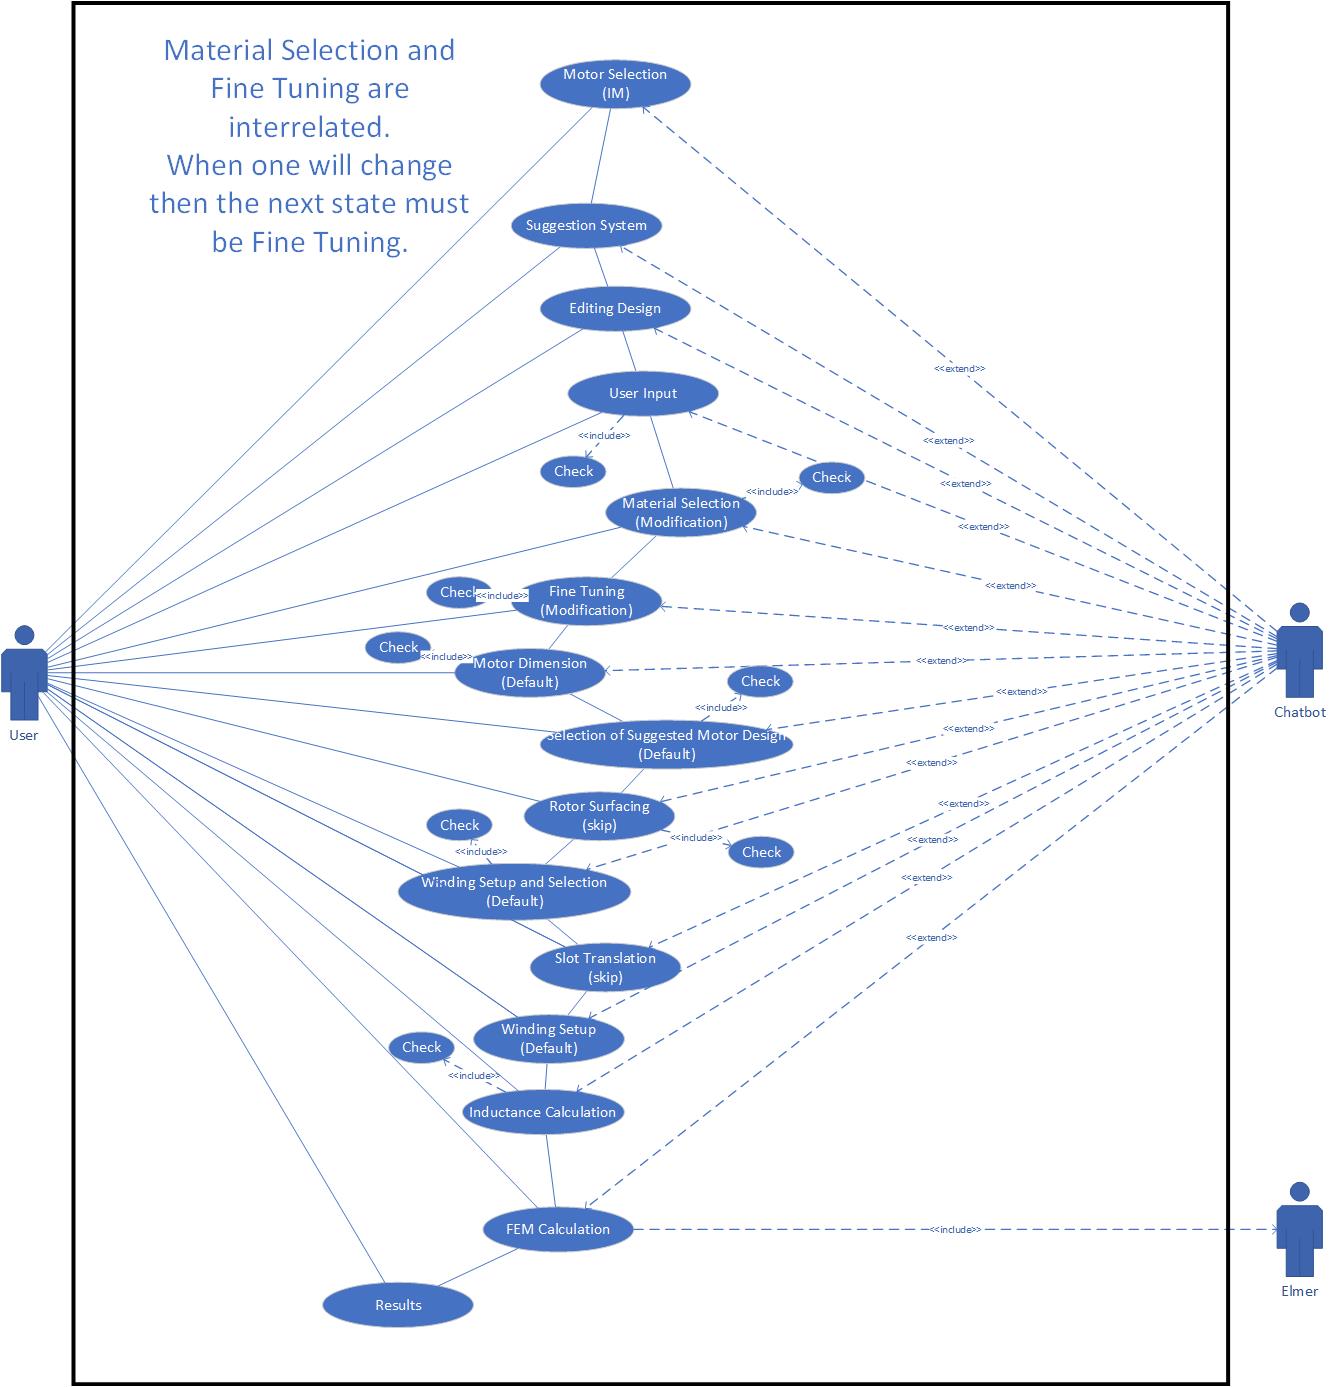 Material Selection and
Fine Tuning are
interrelated.
When one will change
then the next state must
be Fine Tuning.
Motor Selection
(IM)
Suggestion System
Editing Design
<<extend>>
User Input
<<include>>
<<extend>>
Check
Check
<<extend>>
<<include>>
Material Selection
(Modification)
<<extend>>
<<extend>>
Check
<<include>>
Fine Tuning
(Modification)
<<extend>>
Check
<<include>>
Motor Dimension
(Default)
<<extend>>
Check
<<extend>>
<<include>>
User
Chatbot
Selection of Suggested Motor Design
(Default)
<<extend>>
<<extend>>
Rotor Surfacing
(skip)
<<extend>>
Check
<<include>>
<<extend>>
<<include>>
Check
Winding Setup and Selection
(Default)
<<extend>>
<<extend>>
Slot Translation
(skip)
Winding Setup
(Default)
Check
<<include>>
Inductance Calculation
FEM Calculation
<<include>>
Elmer
Results